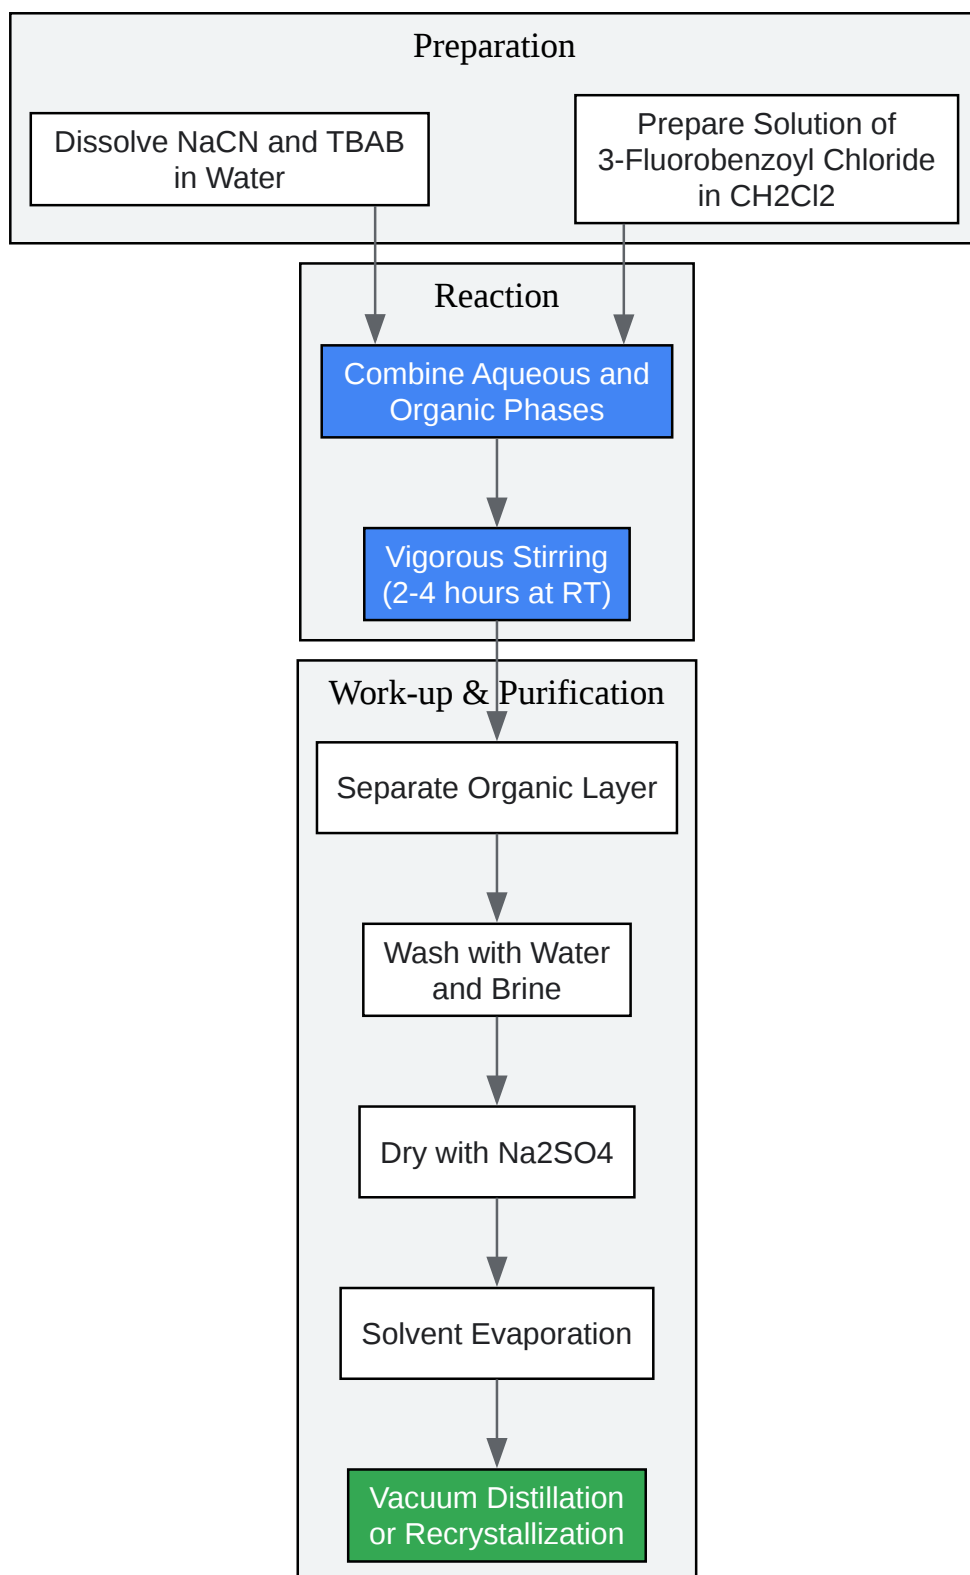 Preparation
Dissolve NaCN and TBAB
in Water
Prepare Solution of
3-Fluorobenzoyl Chloride
in CH2Cl2
Reaction
Combine Aqueous and
Organic Phases
Vigorous Stirring
(2-4 hours at RT)
Work-up & Purification
Separate Organic Layer
Wash with Water
and Brine
Dry with Na2SO4
Solvent Evaporation
Vacuum Distillation
or Recrystallization